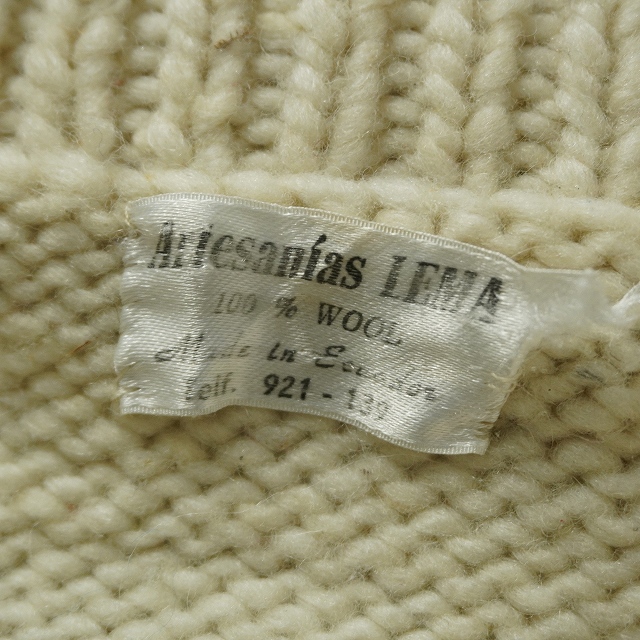 Artesanías LEMA
100 % WOOL
Made in Ecuador
Telf. 921 - 139